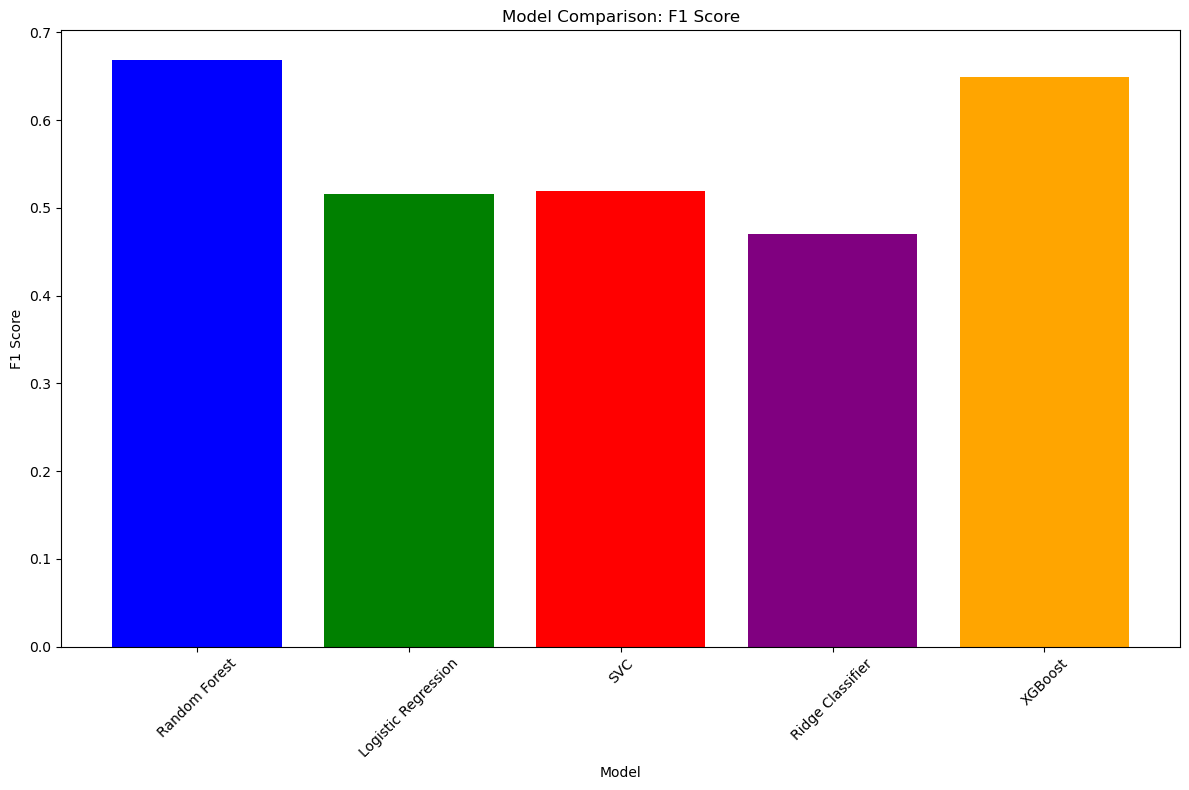 Model Comparison: F1 Score
0.7
0.6
0.5
0.4
0.3
0.2
0.1
0.0
F1 Score
Random Forest
Logistic Regression
SVC
Ridge Classifier
XGBoost
Model